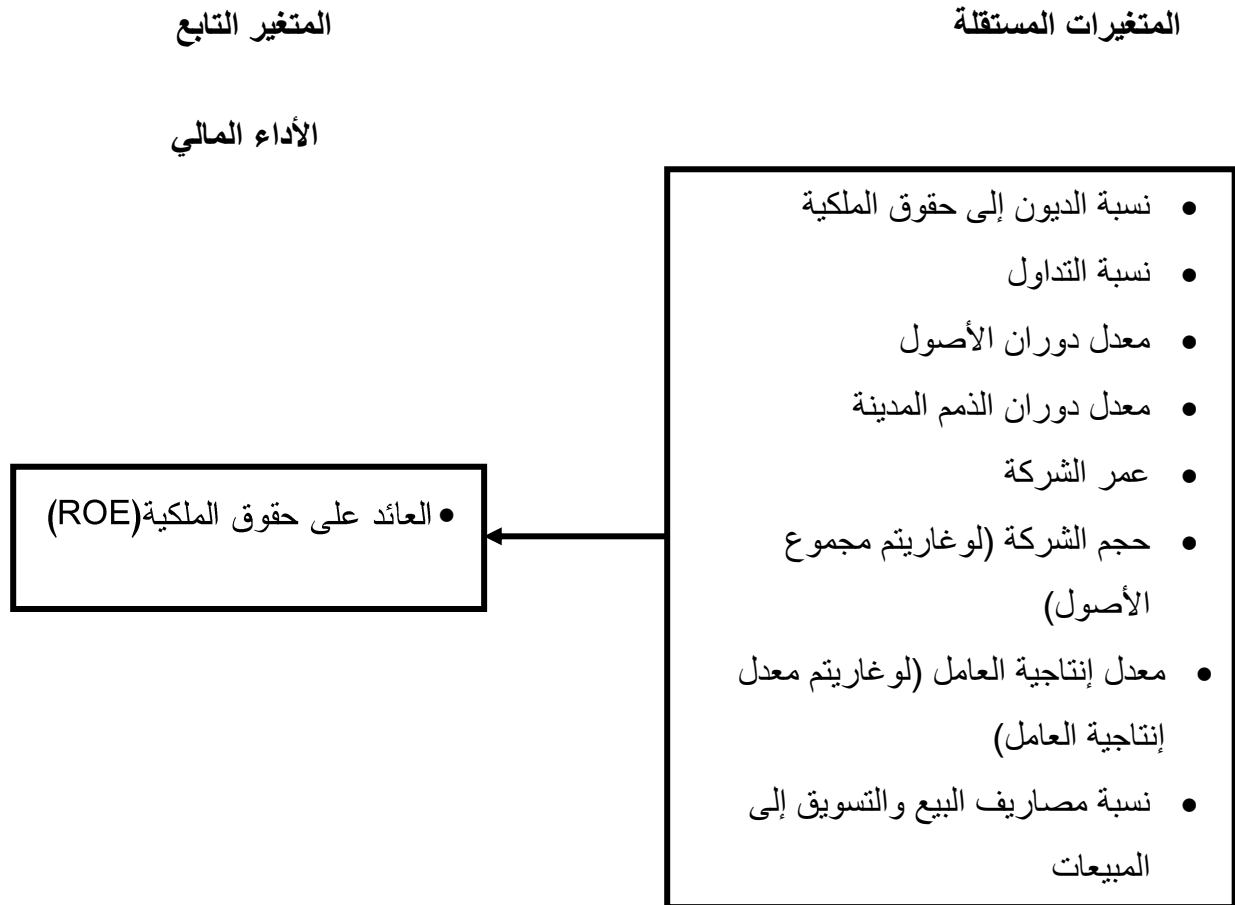 المتغيرات المستقلة
المتغير التابع
الأداء المالي
• نسبة الديون إلى حقوق الملكية
• نسبة التداول
• معدل دوران الأصول
• معدل دوران الذمم المدينة
• عمر الشركة
• حجم الشركة (لوغاريتم مجموع
الأصول)
• معدل إنتاجية العامل (لوغاريتم معدل
إنتاجية العامل)
• نسبة مصاريف البيع والتسويق إلى
المبيعات
• العائد على حقوق الملكية(ROE)